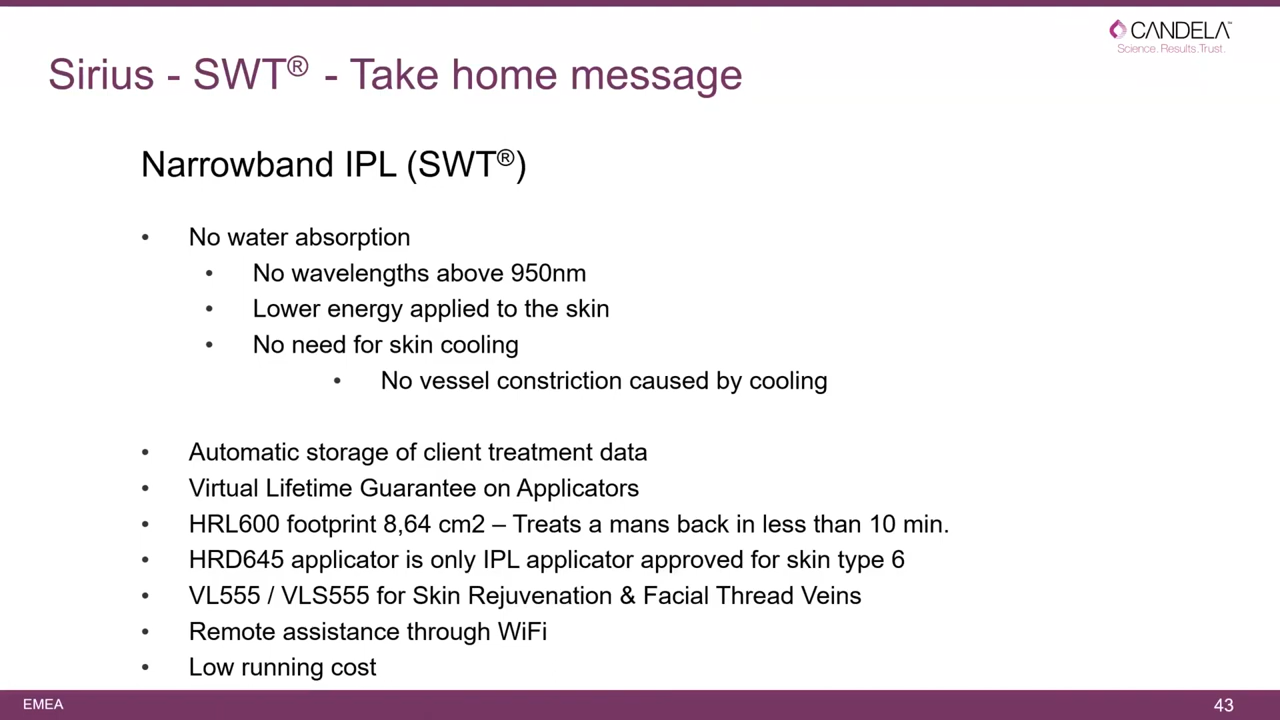 CANDELA™
Science. Results. Trust.
Sirius - SWT® - Take home message
Narrowband IPL (SWT®)
• No water absorption
• No wavelengths above 950nm
• Lower energy applied to the skin
• No need for skin cooling
• No vessel constriction caused by cooling
• Automatic storage of client treatment data
• Virtual Lifetime Guarantee on Applicators
• HRL600 footprint 8,64 cm2 – Treats a mans back in less than 10 min.
• HRD645 applicator is only IPL applicator approved for skin type 6
• VL555 / VLS555 for Skin Rejuvenation & Facial Thread Veins
• Remote assistance through WiFi
• Low running cost
EMEA
43